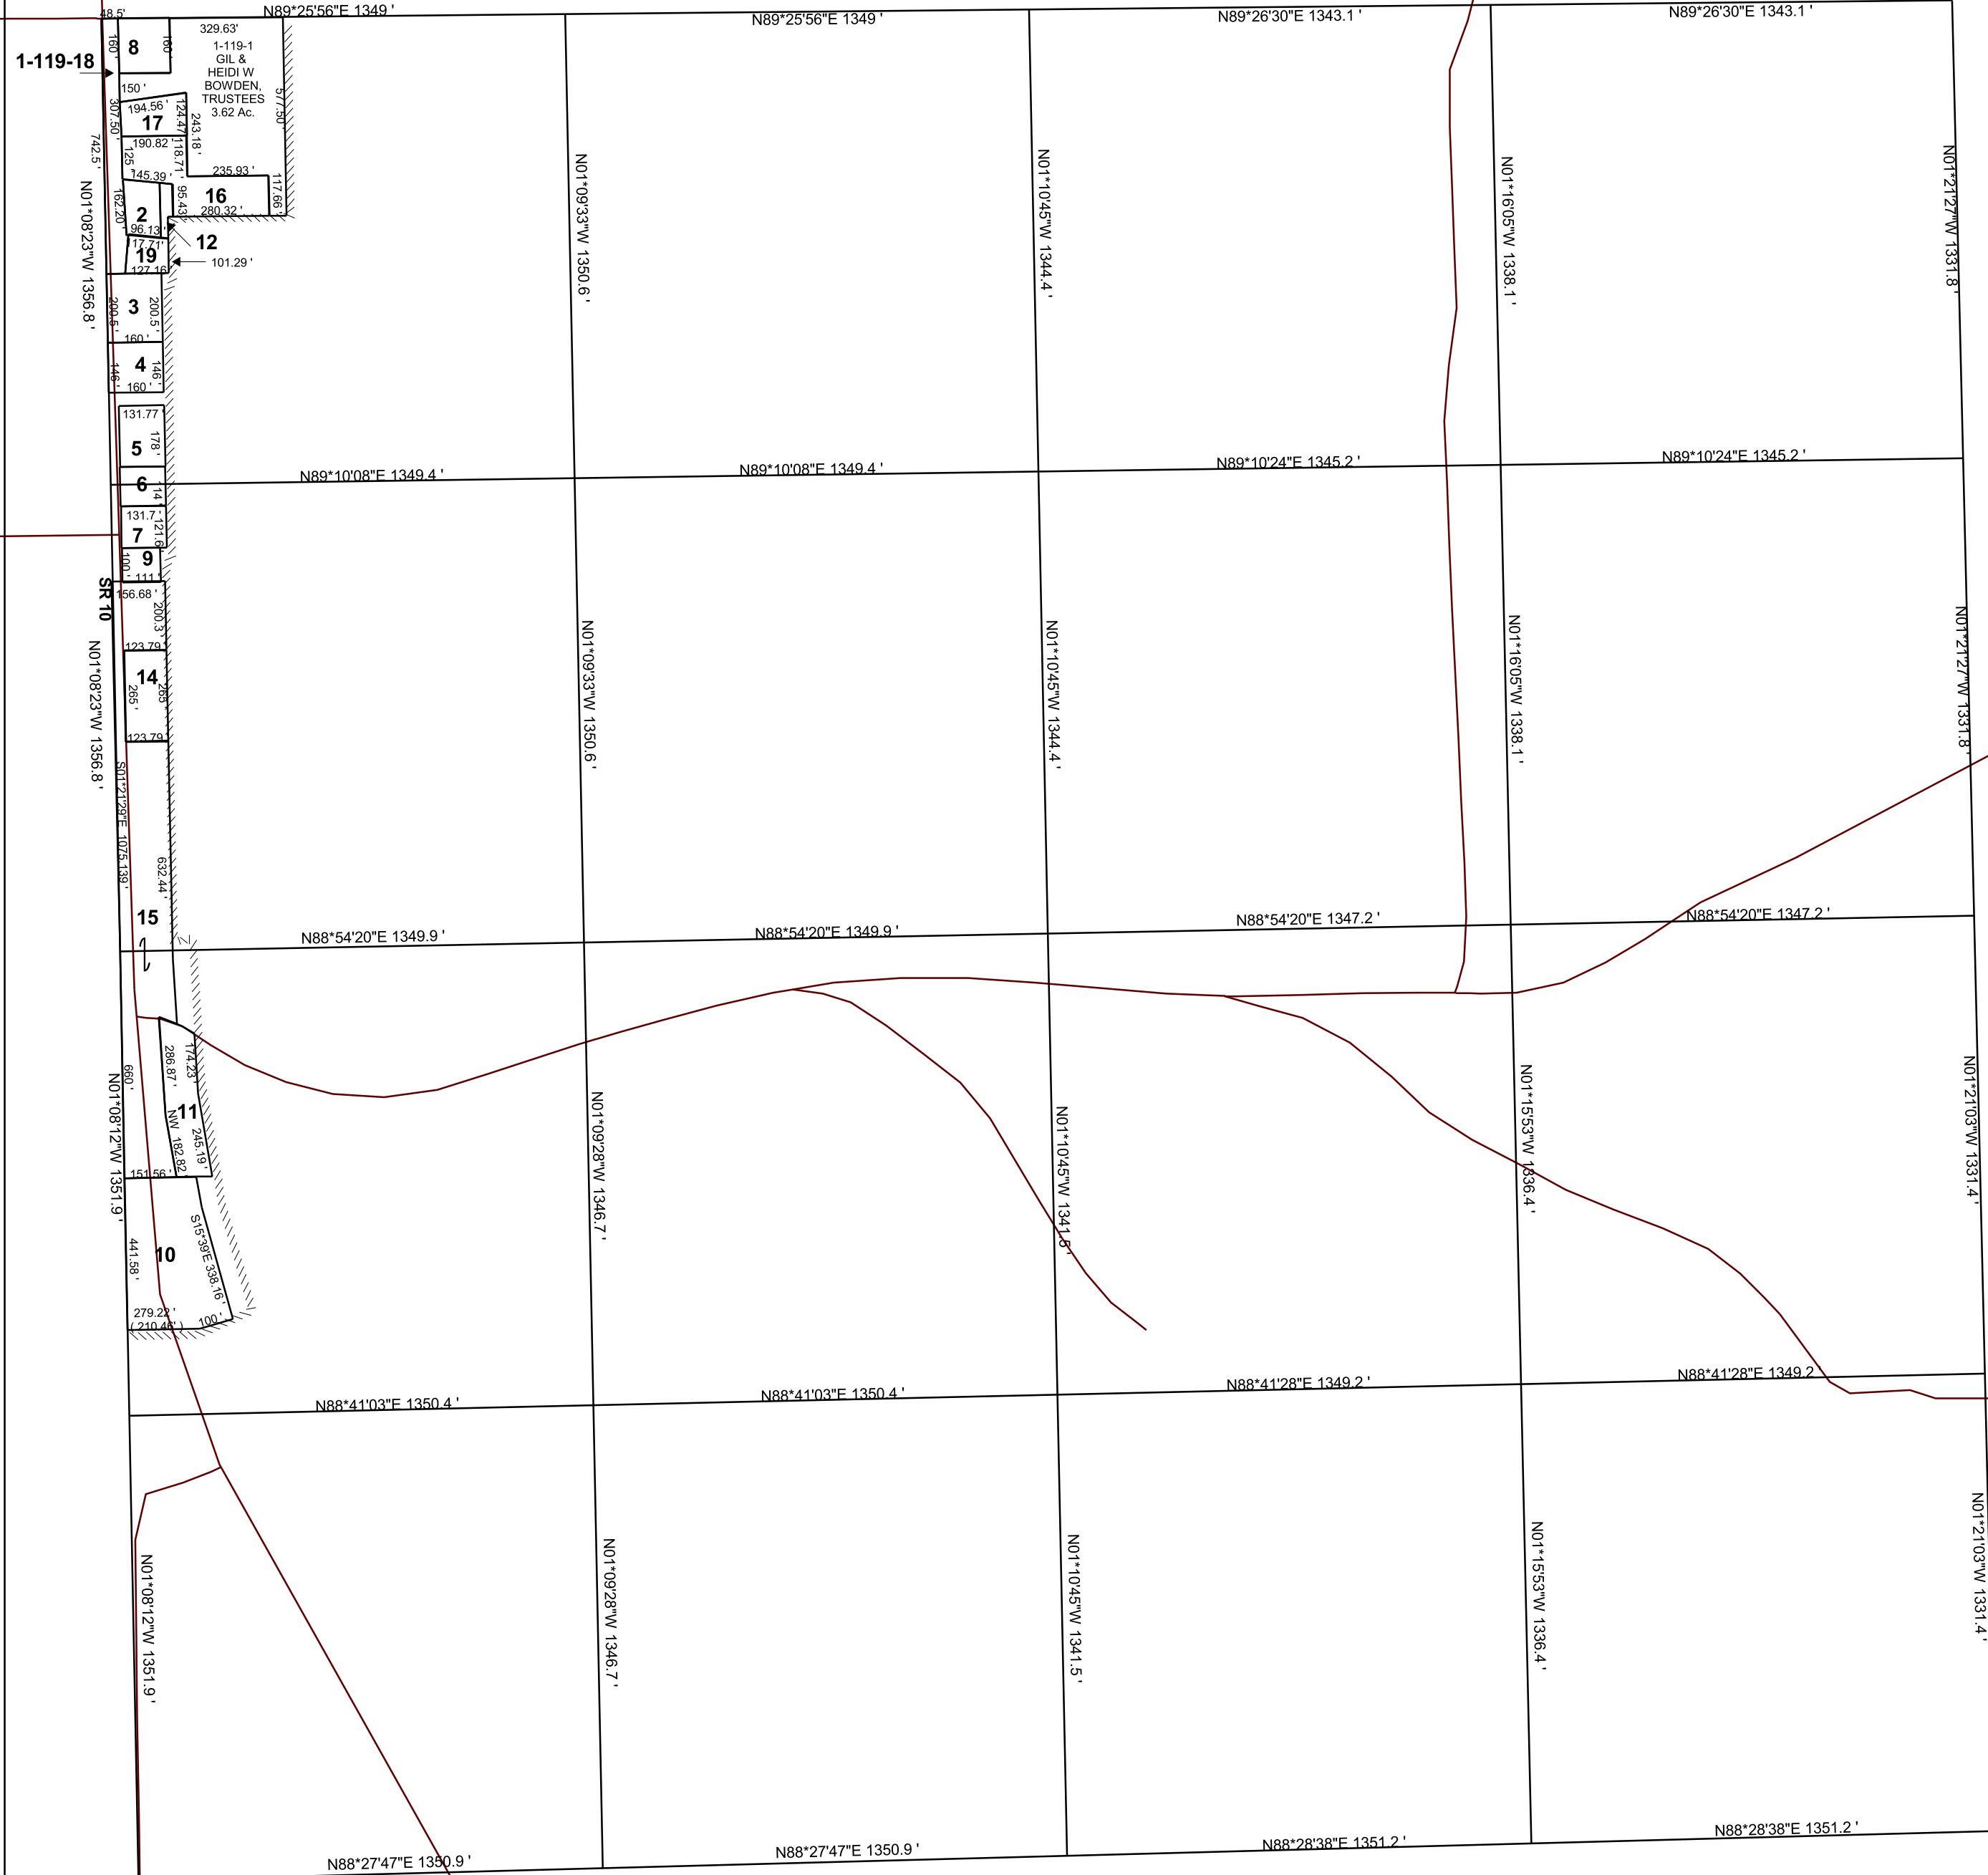 48.5'
N89*25'56"E 1349 '
N89*25'56"E 1349 '
N89*26'30"E 1343.1 '
N89*26'30"E 1343.1 '
329.63'
160 '
8
160 '
1-119-18
1-119-1
GIL &
HEIDI W
BOWDEN,
TRUSTEES
3.62 Ac.
577.50 '
150 '
307.50 '
194.56 '
124.47 '
17
243.18 '
742.5 '
190.82 '
118.71 '
125 '
145.39 '
235.93 '
162.20 '
2
95.43 '
16
117.66 '
280.32 '
96.13 '
12
19
101.29 '
127.16
N01*08'23"W 1356.8 '
N01*09'33"W 1350.6 '
N01*10'45"W 1344.4 '
N01*16'05"W 1338.1 '
N01*21'27"W 1331.8 '
200.5 '
3
200.5 '
160 '
146 '
4
146 '
160 '
131.77 '
5
178 '
N89*10'08"E 1349.4 '
N89*10'08"E 1349.4 '
N89*10'24"E 1345.2 '
N89*10'24"E 1345.2 '
6
131.7 '
121.6 '
7
9
100 '
111 '
SR 10
156.68 '
200.3 '
123.79 '
14
265 '
265 '
123.79 '
N01*08'23"W 1356.8 '
N01*09'33"W 1350.6 '
N01*10'45"W 1344.4 '
N01*16'05"W 1338.1 '
N01*21'27"W 1331.8 '
S01*21'29"E 1075.139 '
632.44 '
15
N88*54'20"E 1349.9 '
N88*54'20"E 1349.9 '
N88*54'20"E 1347.2 '
N88*54'20"E 1347.2 '
286.87 '
174.23 '
660 '
11
NW 182.82 '
245.19 '
151.56 '
N01*08'12"W 1351.9 '
N01*09'28"W 1346.7 '
N01*10'45"W 1341.5 '
N01*15'53"W 1336.4 '
N01*21'03"W 1331.4 '
441.58 '
10
S15*39'E 338.16 '
279.22 '
( 210.46' )
100 '
N88*41'03"E 1350.4 '
N88*41'03"E 1350.4 '
N88*41'28"E 1349.2 '
N88*41'28"E 1349.2 '
N01*08'12"W 1351.9 '
N01*09'28"W 1346.7 '
N01*10'45"W 1341.5 '
N01*15'53"W 1336.4 '
N01*21'03"W 1331.4 '
N88*27'47"E 1350.9 '
N88*27'47"E 1350.9 '
N88*28'38"E 1351.2 '
N88*28'38"E 1351.2 '